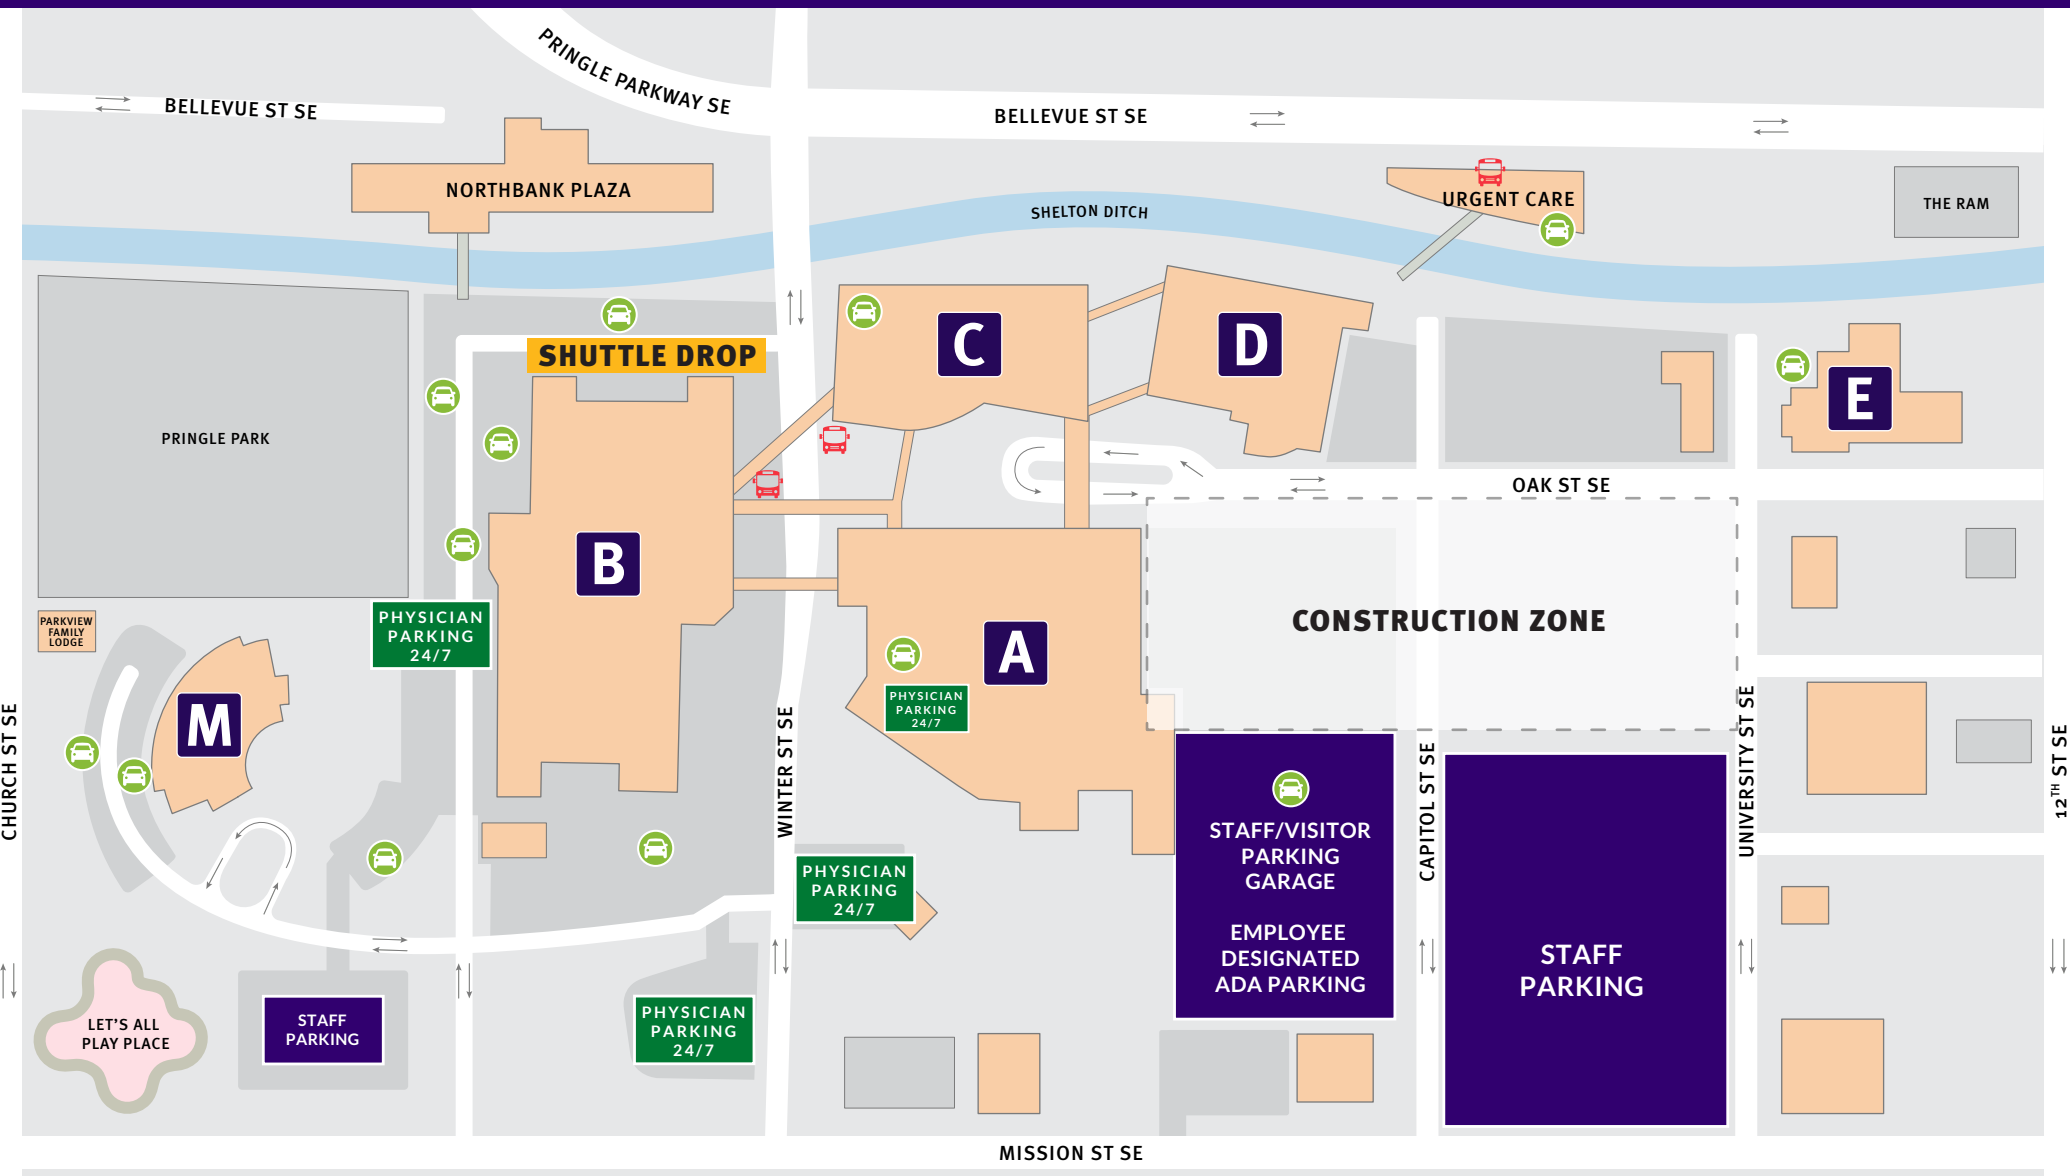 PRINGLE PARKWAY SE
BELLEVUE ST SE
BELLEVUE ST SE
NORTHBANK PLAZA
SHELTON DITCH
URGENT CARE
THE RAM
SHUTTLE DROP
C
D
E
PRINGLE PARK
OAK ST SE
B
PARKVIEW
FAMILY
LODGE
PHYSICIAN
PARKING
24/7
CONSTRUCTION ZONE
A
M
PHYSICIAN
PARKING
24/7
CHURCH ST SE
WINTER ST SE
CAPITOL ST SE
UNIVERSITY ST SE
12TH ST SE
STAFF/VISITOR
PARKING
GARAGE
EMPLOYEE
DESIGNATED
ADA PARKING
PHYSICIAN
PARKING
24/7
STAFF
PARKING
LET'S ALL
PLAY PLACE
STAFF
PARKING
PHYSICIAN
PARKING
24/7
MISSION ST SE